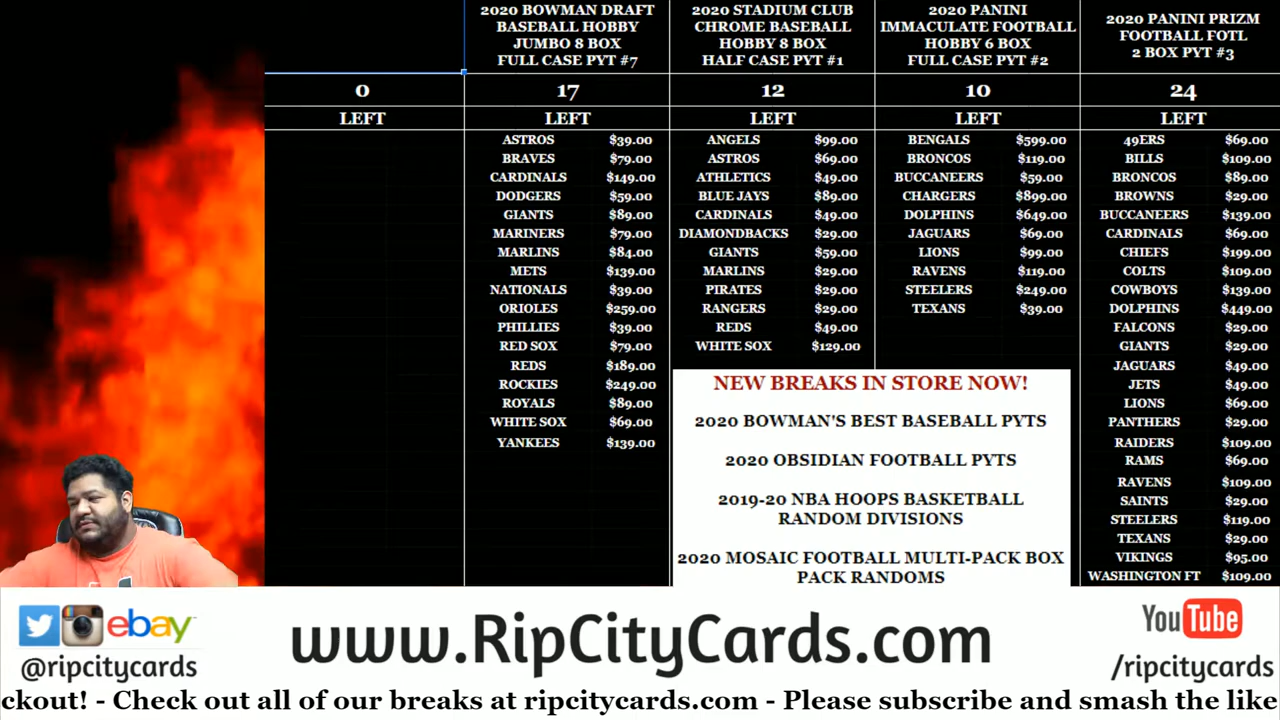 2020 BOWMAN DRAFT
BASEBALL HOBBY
JUMBO 8 BOX
FULL CASE PYT #7
2020 STADIUM CLUB
CHROME BASEBALL
HOBBY 8 BOX
HALF CASE PYT #1
2020 PANINI
IMMACULATE FOOTBALL
HOBBY 6 BOX
FULL CASE PYT #2
2020 PANINI PRIZM
FOOTBALL FOTL
2 BOX PYT #3
0 17 12 10 24
LEFT LEFT LEFT LEFT LEFT
ASTROS $39.00
BRAVES $79.00
CARDINALS $149.00
DODGERS $59.00
GIANTS $89.00
MARINERS $79.00
MARLINS $84.00
METS $139.00
NATIONALS $39.00
ORIOLES $259.00
PHILLIES $39.00
RED SOX $79.00
REDS $189.00
ROCKIES $249.00
ROYALS $89.00
WHITE SOX $69.00
YANKEES $139.00
ANGELS $99.00
ASTROS $69.00
ATHLETICS $49.00
BLUE JAYS $89.00
CARDINALS $49.00
DIAMONDBACKS $29.00
GIANTS $59.00
MARLINS $29.00
PIRATES $29.00
RANGERS $29.00
REDS $49.00
WHITE SOX $129.00
BENGALS $599.00
BRONCOS $119.00
BUCCANEERS $59.00
CHARGERS $899.00
DOLPHINS $649.00
JAGUARS $69.00
LIONS $99.00
RAVENS $119.00
STEELERS $249.00
TEXANS $39.00
49ERS $69.00
BILLS $109.00
BRONCOS $89.00
BROWNS $29.00
BUCCANEERS $139.00
CARDINALS $69.00
CHIEFS $199.00
COLTS $109.00
COWBOYS $139.00
DOLPHINS $449.00
FALCONS $29.00
GIANTS $29.00
JAGUARS $49.00
JETS $49.00
LIONS $69.00
PANTHERS $29.00
RAIDERS $109.00
RAMS $69.00
RAVENS $109.00
SAINTS $29.00
STEELERS $119.00
TEXANS $29.00
VIKINGS $95.00
WASHINGTON FT $109.00
NEW BREAKS IN STORE NOW!
2020 BOWMAN'S BEST BASEBALL PYTS
2020 OBSIDIAN FOOTBALL PYTS
2019-20 NBA HOOPS BASKETBALL
RANDOM DIVISIONS
2020 MOSAIC FOOTBALL MULTI-PACK BOX
PACK RANDOMS
ebay
@ripcitycards
www.RipCityCards.com
YouTube
/ripcitycards
ckout! - Check out all of our breaks at ripcitycards.com - Please subscribe and smash the like